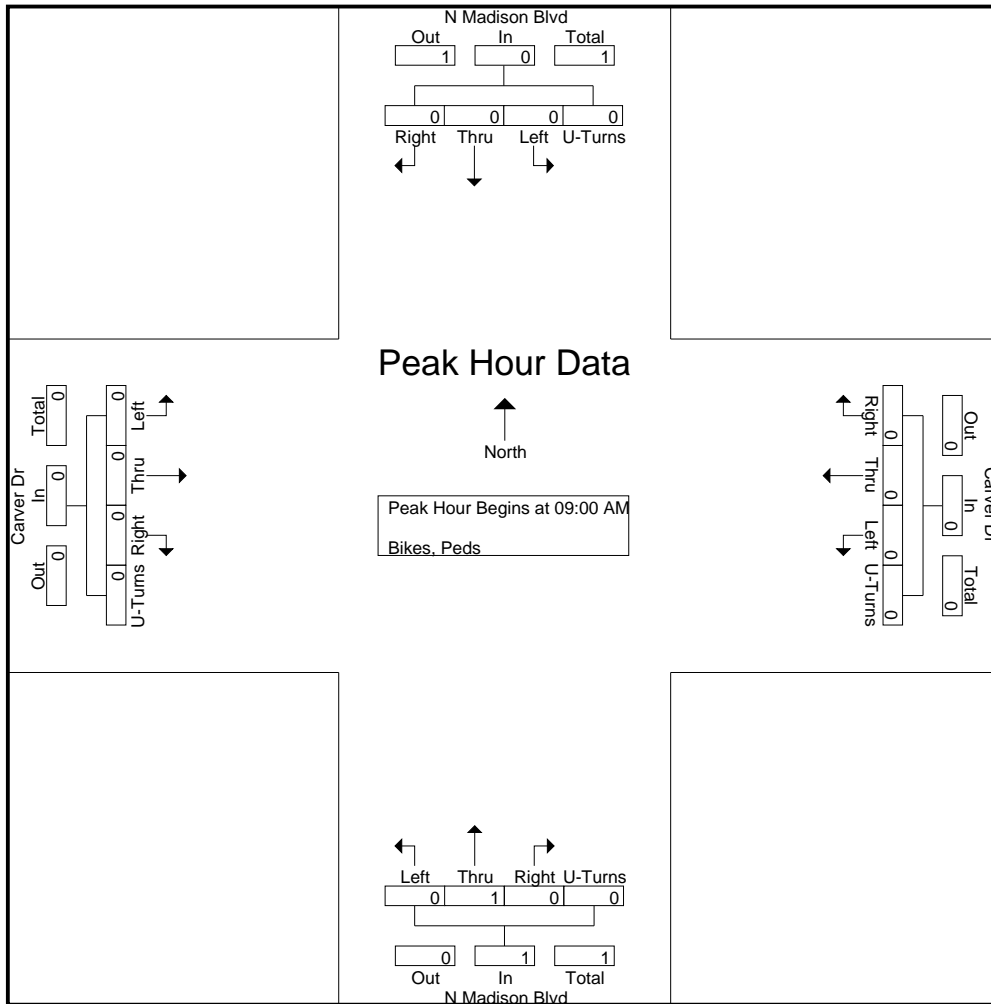 N Madison Blvd
Out In Total
1 0 1
0 0 0 0
Right Thru Left U-Turns
Peak Hour Data
North
Peak Hour Begins at 09:00 AM
Bikes, Peds
Carver Dr
Total In Out
0 0 0
0 0 0 0
Left Thru Right U-Turns
Right Thru Left U-Turns
0 0 0 0
0 0 0
Out In Total
Carver Dr
Left Thru Right U-Turns
0 1 0 0
0 1 1
Out In Total
N Madison Blvd